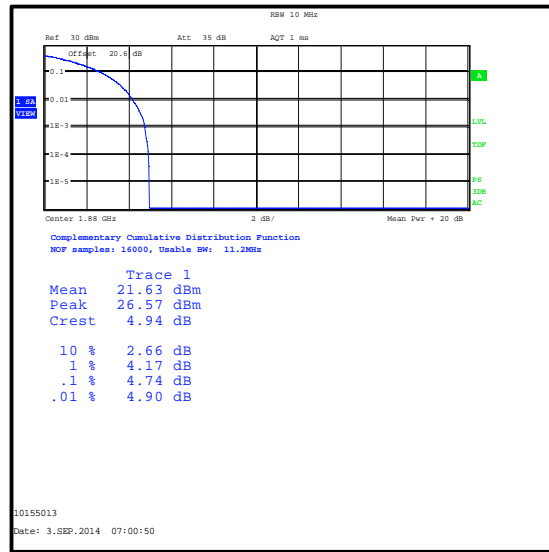 RBW 10 MHz
Ref 30 dBm Att 35 dB AQT 1 ms
Offset 20.6 dB
0.1
A
0.01
1 SA
VIEW
1E-3
LVL
1E-4
TDF
1E-5
PS
3DB
AC
Center 1.88 GHz 2 dB/ Mean Pwr + 20 dB
Complementary Cumulative Distribution Function
NOF samples: 16000, Usable BW: 11.2MHz
Trace 1
Mean 21.63 dBm
Peak 26.57 dBm
Crest 4.94 dB
10 % 2.66 dB
1 % 4.17 dB
.1 % 4.74 dB
.01 % 4.90 dB
10155013
Date: 3.SEP.2014 07:00:50